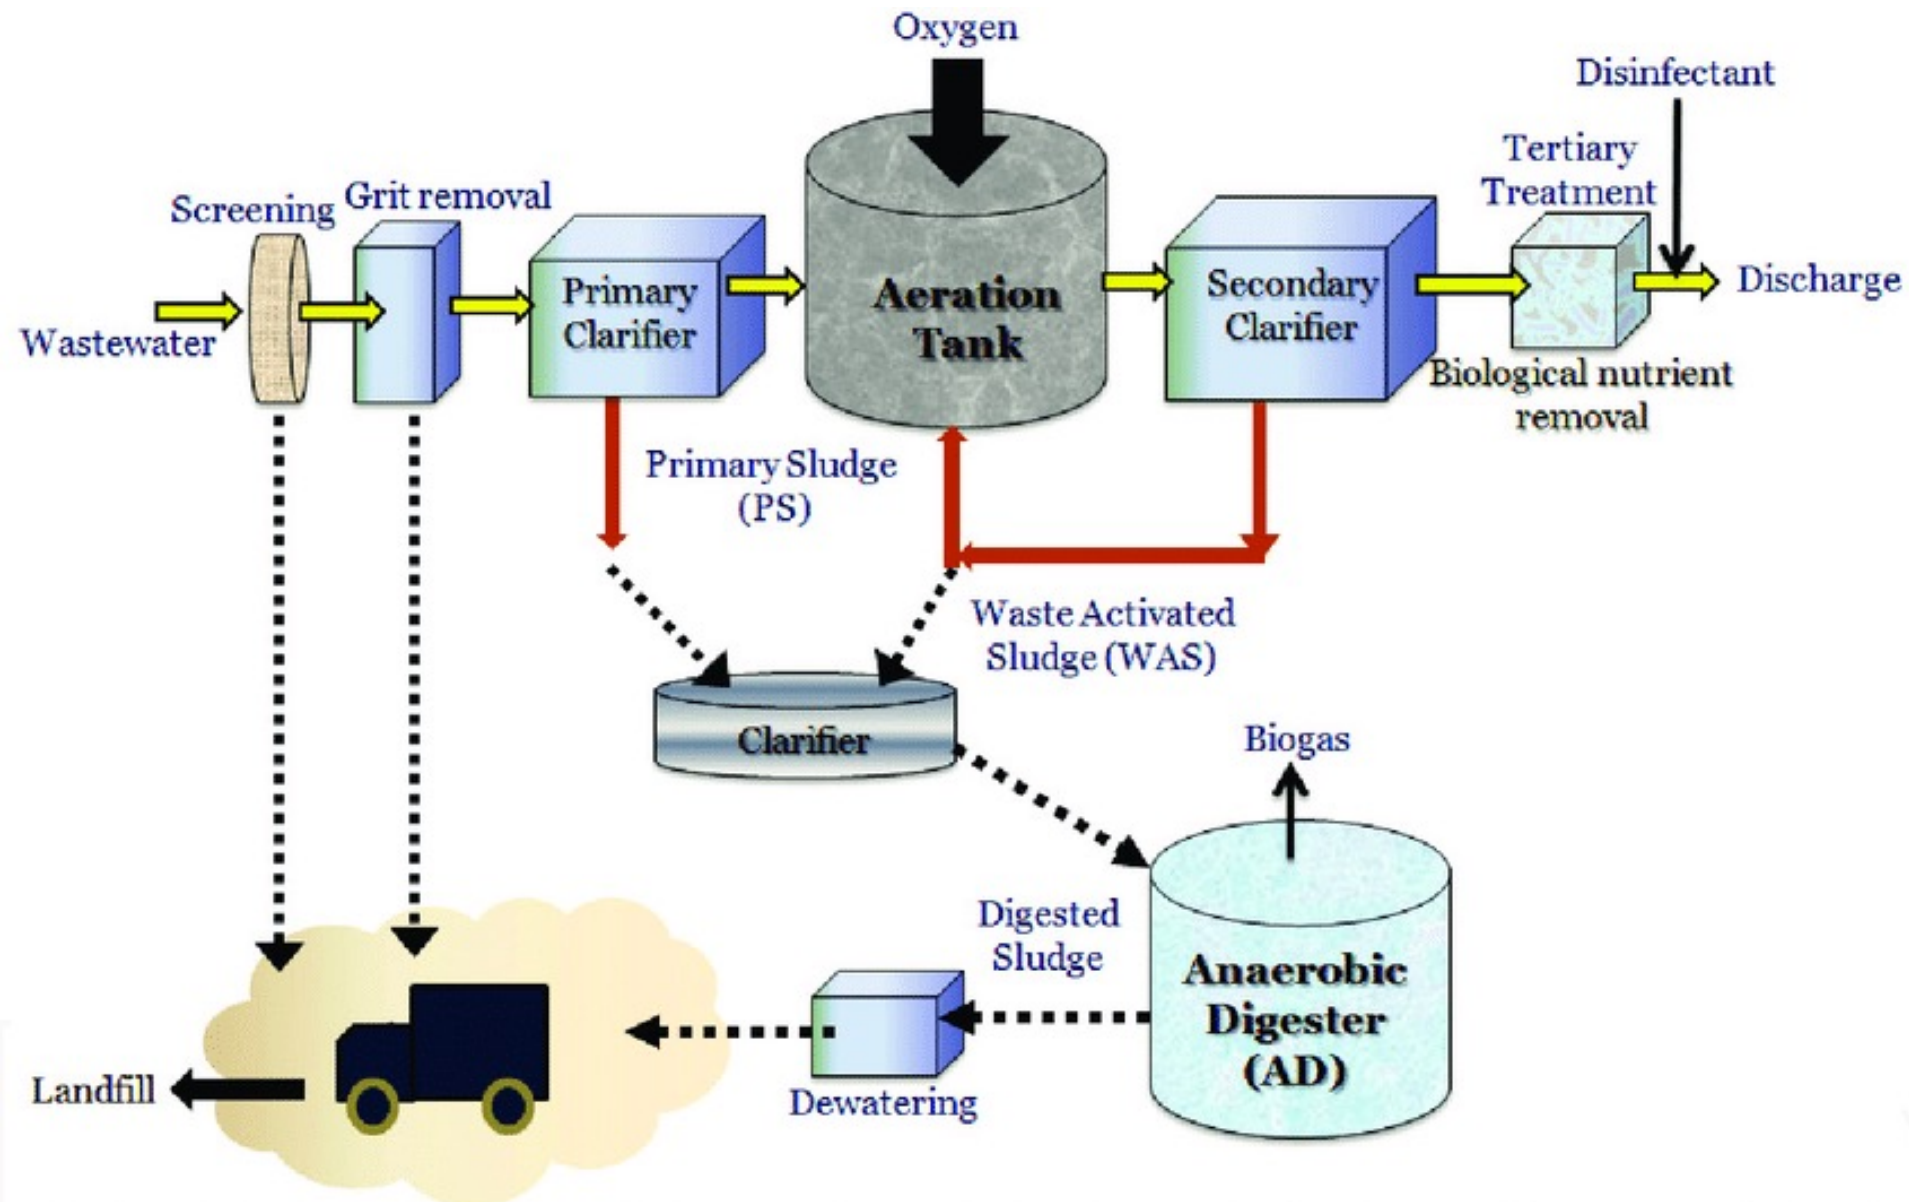 Oxygen
Disinfectant
Tertiary
Treatment
Screening
Grit removal
Wastewater
Primary
Clarifier
Aeration
Tank
Secondary
Clarifier
Discharge
Biological nutrient
removal
Primary Sludge
(PS)
Waste Activated
Sludge (WAS)
Clarifier
Biogas
Digested
Sludge
Anaerobic
Digester
(AD)
Dewatering
Landfill